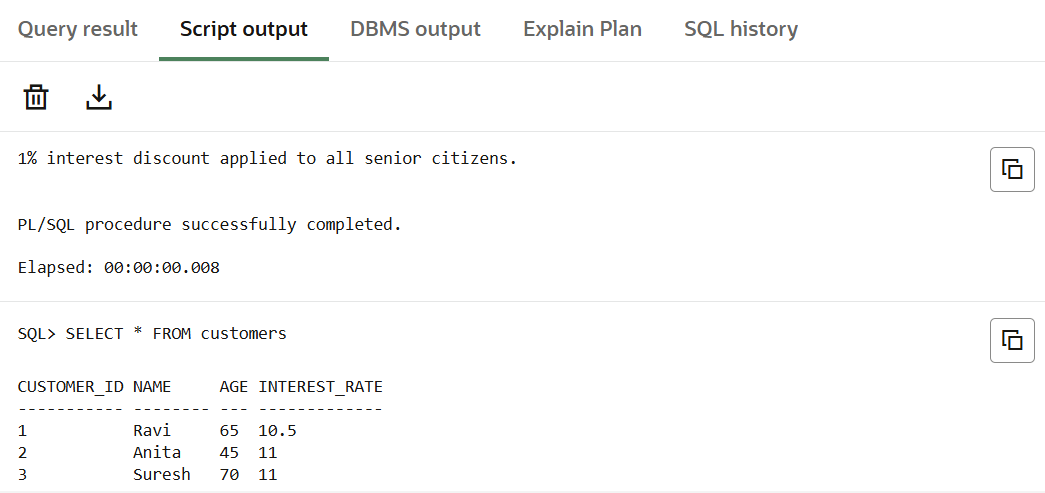 Query result Script output DBMS output Explain Plan SQL history
1% interest discount applied to all senior citizens.
PL/SQL procedure successfully completed.
Elapsed: 00:00:00.008
SQL> SELECT * FROM customers
CUSTOMER_ID NAME     AGE INTEREST_RATE
----------- -------- --- -------------
1           Ravi     65  10.5
2           Anita    45  11
3           Suresh   70  11